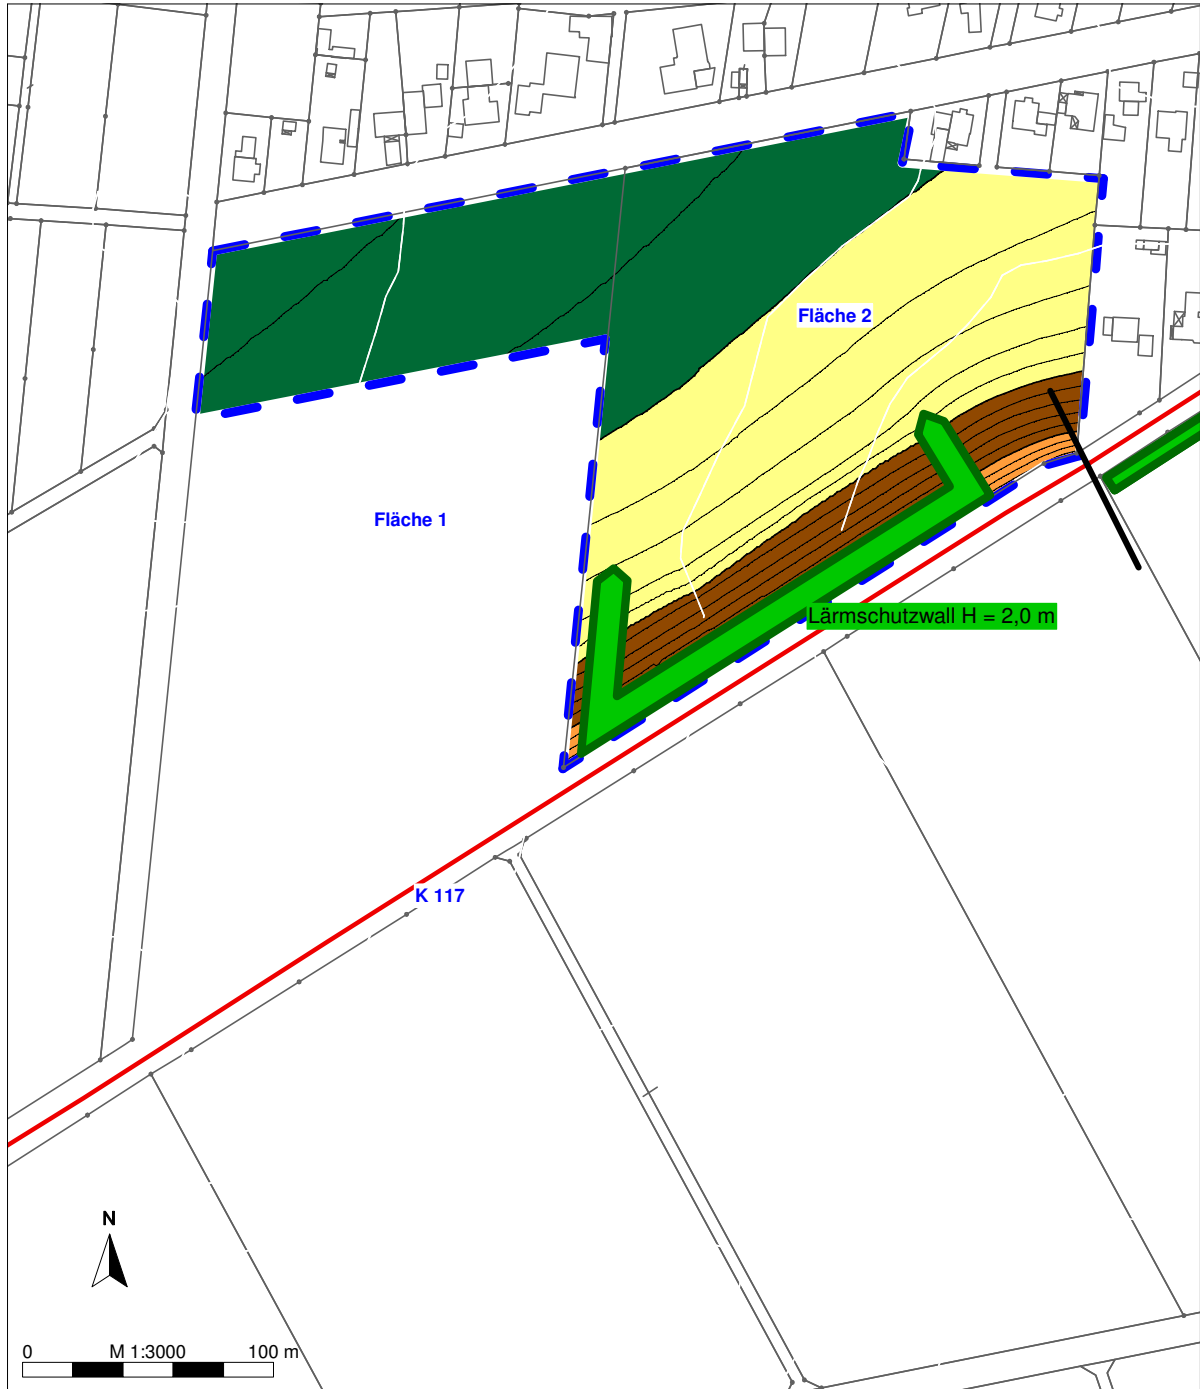 Fläche 2
Fläche 1
Lärmschutzwall H = 2,0 m
K 117
N
0 M 1:3000 100 m